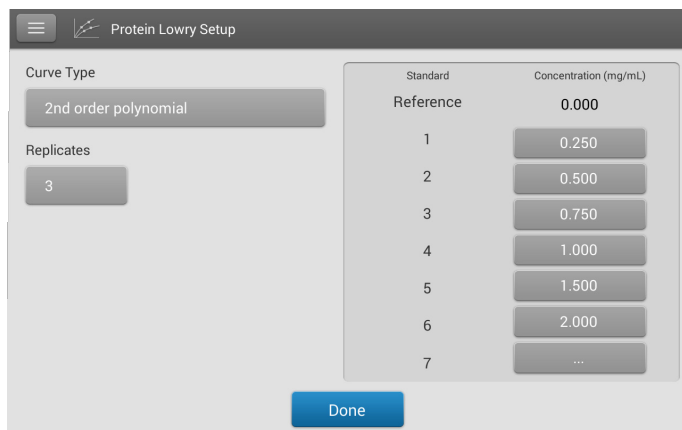 Protein Lowry Setup
Curve Type
2nd order polynomial
Replicates
3
Standard Concentration (mg/mL)
Reference 0.000
1 0.250
2 0.500
3 0.750
4 1.000
5 1.500
6 2.000
7 ...
Done